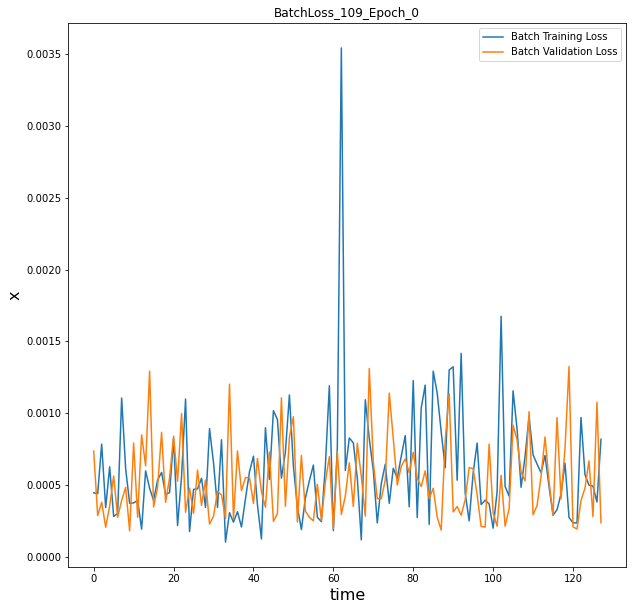 BatchLoss_109_Epoch_0
Batch Training Loss
Batch Validation Loss
0.0035
0.0030
0.0025
0.0020
0.0015
0.0010
0.0005
0.0000
x
0 20 40 60 80 100 120
time